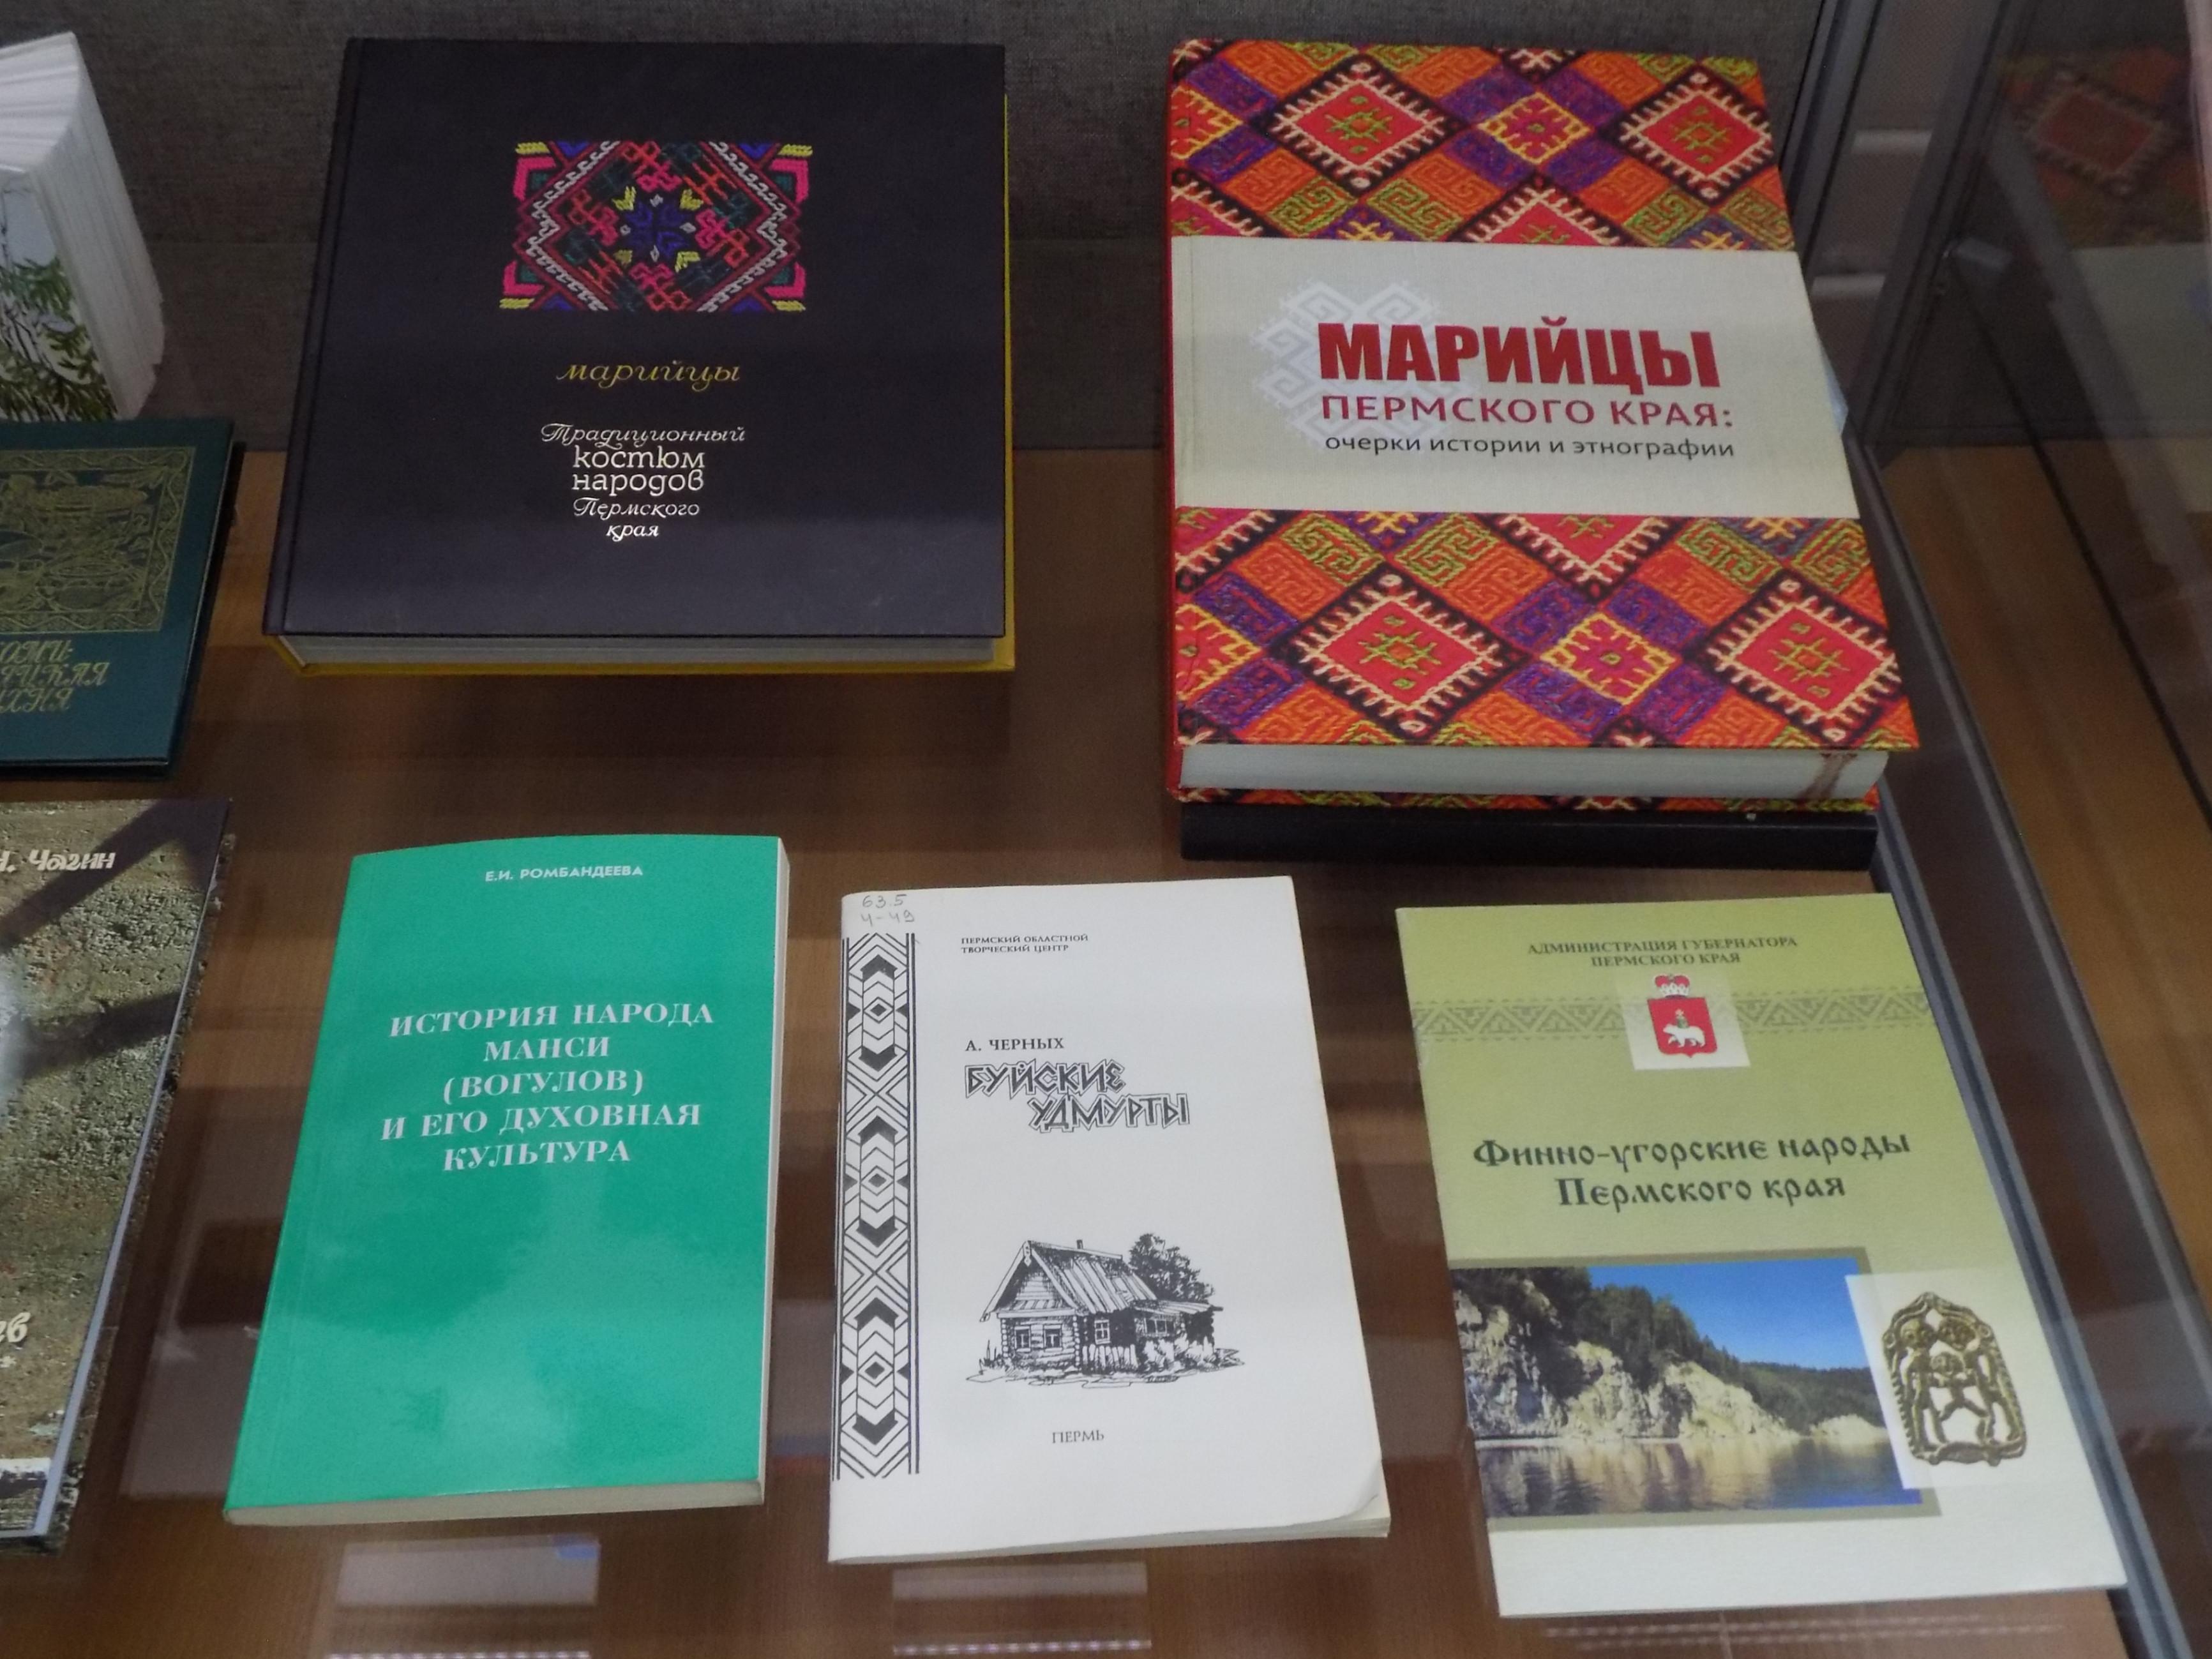 марийцы
Традиционный
костюм
народов
Пермского
края
МАРИЙЦЫ
ПЕРМСКОГО КРАЯ:
очерки истории и этнографии
Чагин
Е.И. РОМБАНДЕЕВА
ИСТОРИЯ НАРОДА
МАНСИ
(ВОГУЛОВ)
И ЕГО ДУХОВНАЯ
КУЛЬТУРА
63.5
Ч-49
ПЕРМСКИЙ ОБЛАСТНОЙ
ТВОРЧЕСКИЙ ЦЕНТР
А. ЧЕРНЫХ
БУЙСКИЕ
УДМУРТЫ
ПЕРМЬ
АДМИНИСТРАЦИЯ ГУБЕРНАТОРА
ПЕРМСКОГО КРАЯ
Финно-угорские народы
Пермского края